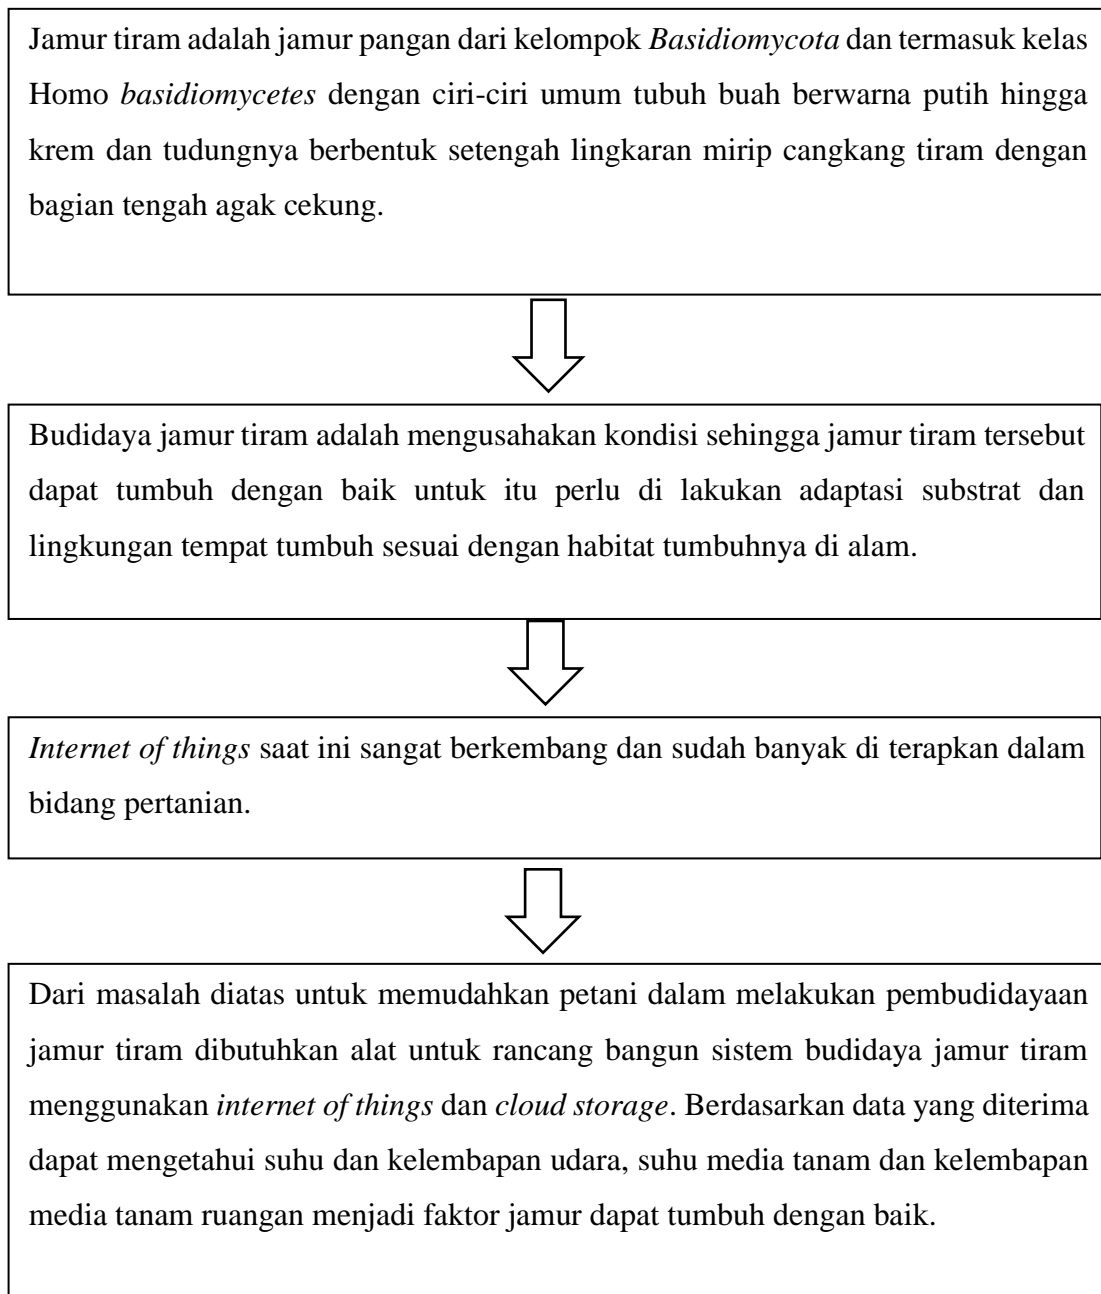 Jamur tiram adalah jamur pangan dari kelompok Basidiomycota dan termasuk kelas
Homo basidiomycetes dengan ciri-ciri umum tubuh buah berwarna putih hingga
krem dan tudungnya berbentuk setengah lingkaran mirip cangkang tiram dengan
bagian tengah agak cekung.
Budidaya jamur tiram adalah mengusahakan kondisi sehingga jamur tiram tersebut
dapat tumbuh dengan baik untuk itu perlu di lakukan adaptasi substrat dan
lingkungan tempat tumbuh sesuai dengan habitat tumbuhnya di alam.
Internet of things saat ini sangat berkembang dan sudah banyak di terapkan dalam
bidang pertanian.
Dari masalah diatas untuk memudahkan petani dalam melakukan pembudidayaan
jamur tiram dibutuhkan alat untuk rancang bangun sistem budidaya jamur tiram
menggunakan internet of things dan cloud storage. Berdasarkan data yang diterima
dapat mengetahui suhu dan kelembapan udara, suhu media tanam dan kelembapan
media tanam ruangan menjadi faktor jamur dapat tumbuh dengan baik.